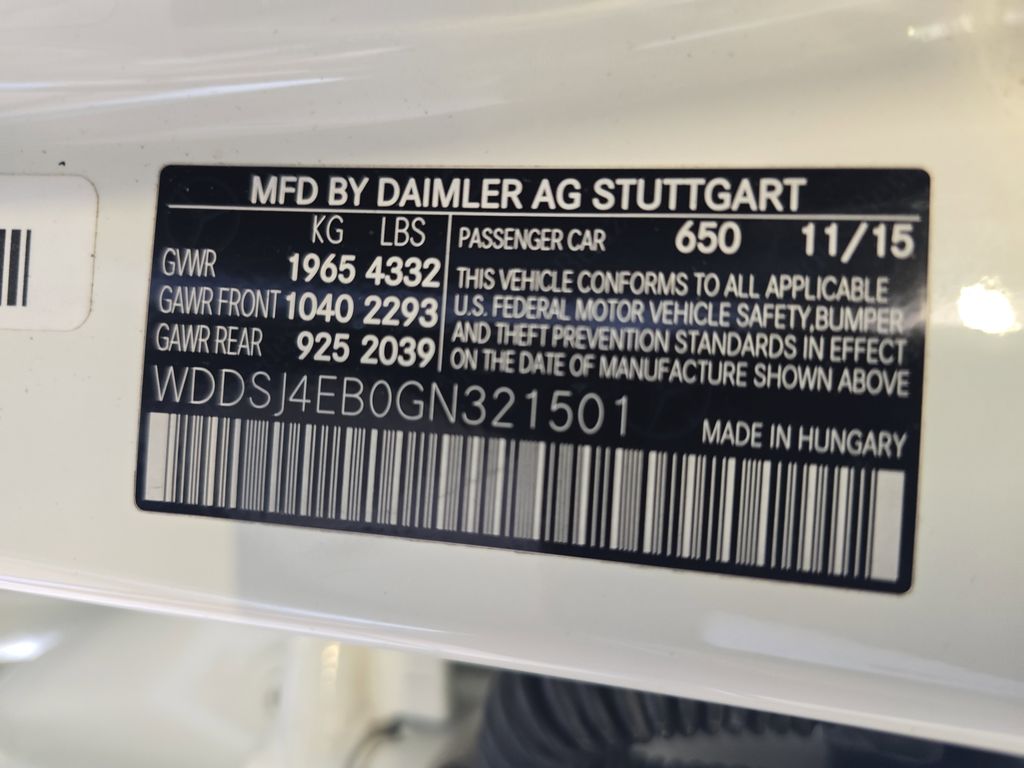 MFD BY DAIMLER AG STUTTGART
KG LBS
GVWR 1965 4332
GAWR FRONT 1040 2293
GAWR REAR 925 2039
PASSENGER CAR 650 11/15
THIS VEHICLE CONFORMS TO ALL APPLICABLE
U.S. FEDERAL MOTOR VEHICLE SAFETY,BUMPER
AND THEFT PREVENTION STANDARDS IN EFFECT
ON THE DATE OF MANUFACTURE SHOWN ABOVE
WDDSJ4EB0GN321501
MADE IN HUNGARY